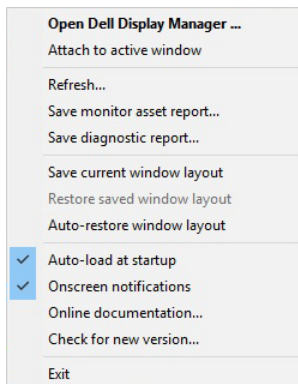 Open Dell Display Manager ...
Attach to active window
Refresh...
Save monitor asset report...
Save diagnostic report...
Save current window layout
Restore saved window layout
Auto-restore window layout
Auto-load at startup
Onscreen notifications
Online documentation...
Check for new version...
Exit